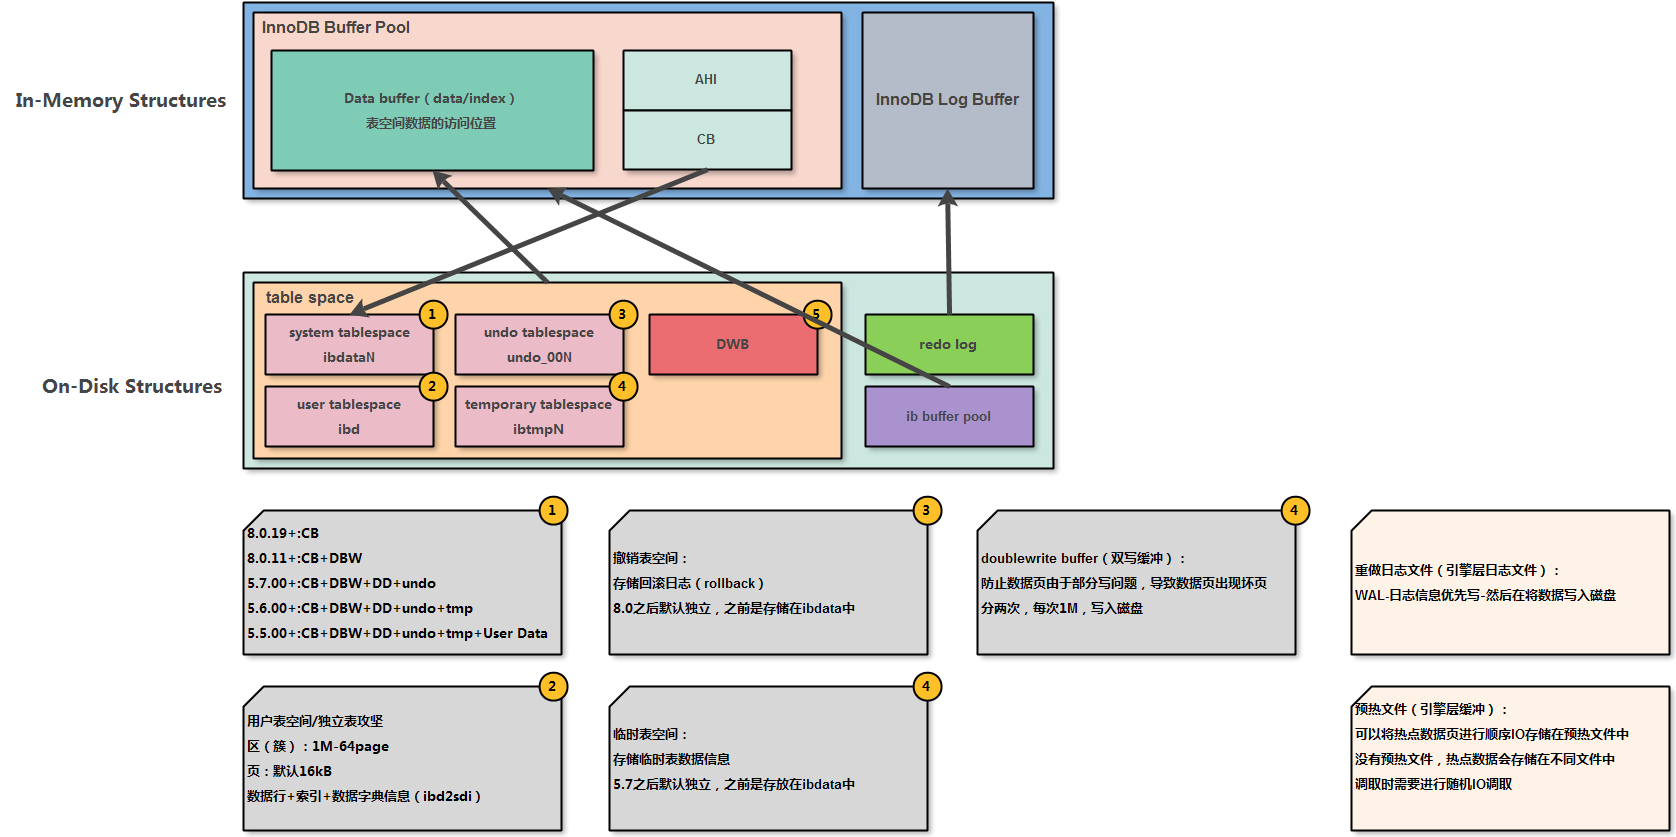 InnoDB Buffer Pool
In-Memory Structures
Data buffer（data/index）
表空间数据的访问位置
AHI
CB
InnoDB Log Buffer
On-Disk Structures
table space
system tablespace
ibdataN
1
undo tablespace
undo_00N
3
DWB
5
redo log
user tablespace
ibd
2
temporary tablespace
ibtmpN
4
ib buffer pool
1
8.0.19+:CB
8.0.11+:CB+DBW
5.7.00+:CB+DBW+DD+undo
5.6.00+:CB+DBW+DD+undo+tmp
5.5.00+:CB+DBW+DD+undo+tmp+User Data
3
撤销表空间：
存储回滚日志（rollback）
8.0之后默认独立，之前是存储在ibdata中
4
doublewrite buffer（双写缓冲）：
防止数据页由于部分写问题，导致数据页出现坏页
分两次，每次1M，写入磁盘
重做日志文件（引擎层日志文件）：
WAL-日志信息优先写-然后在将数据写入磁盘
2
用户表空间/独立表攻坚
区（簇）：1M-64page
页：默认16kB
数据行+索引+数据字典信息（ibd2sdi）
4
临时表空间：
存储临时表数据信息
5.7之后默认独立，之前是存放在ibdata中
预热文件（引擎层缓冲）：
可以将热点数据页进行顺序IO存储在预热文件中
没有预热文件，热点数据会存储在不同文件中
调取时需要进行随机IO调取